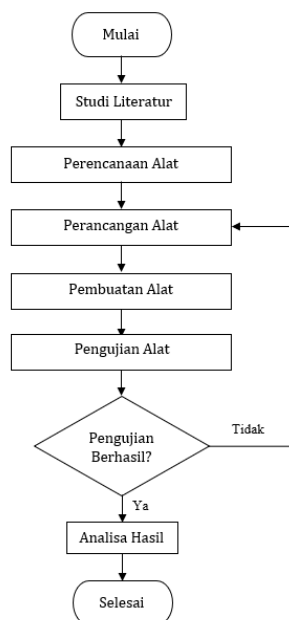 Mulai
Studi Literatur
Perencanaan Alat
Perancangan Alat
Pembuatan Alat
Pengujian Alat
Pengujian
Berhasil?
Tidak
Ya
Analisa Hasil
Selesai